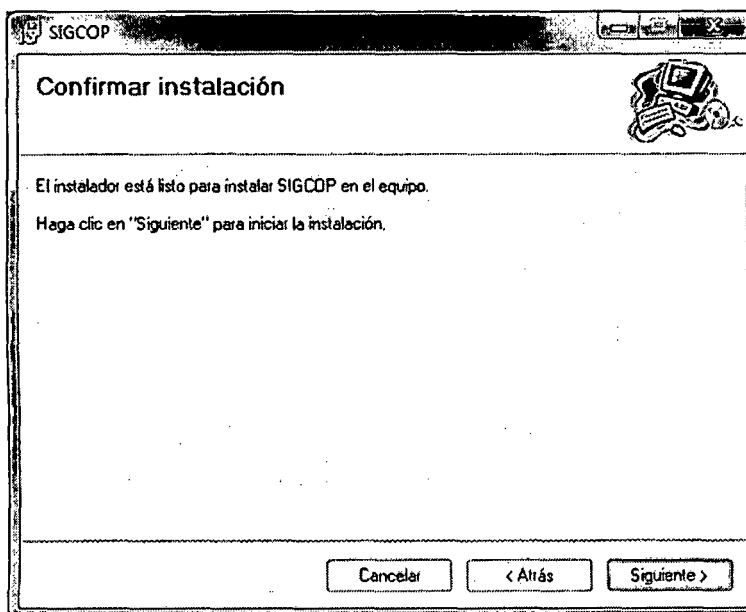 SIGCOP
Confirmar instalación
El instalador está listo para instalar SIGCOP en el equipo.
Haga clic en "Siguiente" para iniciar la instalación.
Cancelar
< Atrás
Siguiente >